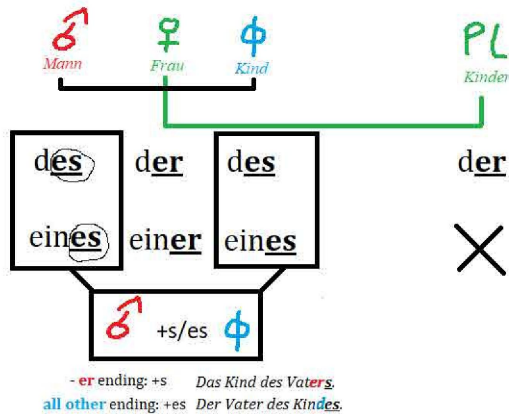 PL
Mann Frau Kind Kinder
des der des der
eines einer eines
+s/es
- er ending: +s Das Kind des Vaters.
all other ending: +es Der Vater des Kindes.